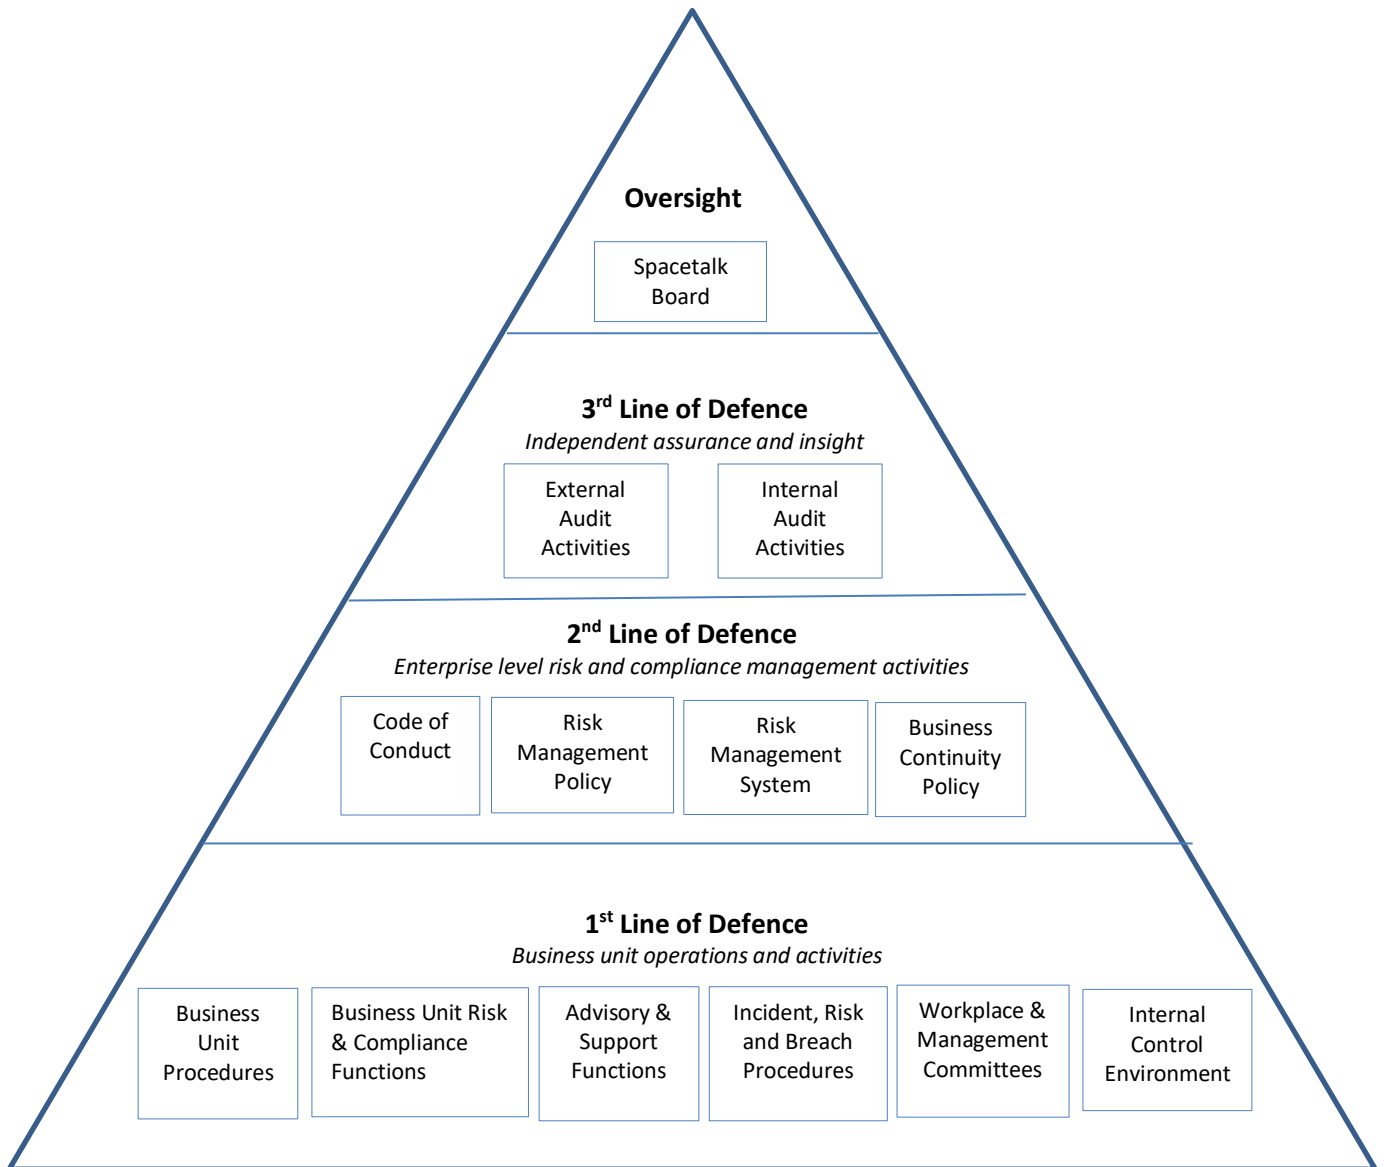 Oversight
Spacetalk
Board
3rd Line of Defence
Independent assurance and insight
External
Audit
Activities
Internal
Audit
Activities
2nd Line of Defence
Enterprise level risk and compliance management activities
Code of
Conduct
Risk
Management
Policy
Risk
Management
System
Business
Continuity
Policy
1st Line of Defence
Business unit operations and activities
Business
Unit
Procedures
Business Unit Risk
& Compliance
Functions
Advisory &
Support
Functions
Incident, Risk
and Breach
Procedures
Workplace &
Management
Committees
Internal
Control
Environment